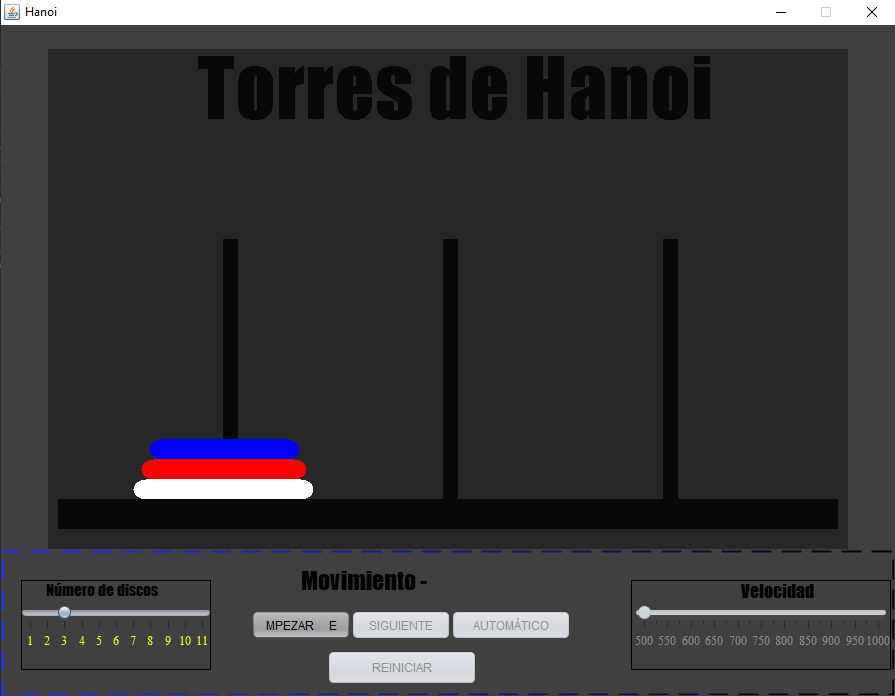 Hanoi
Torres de Hanoi
Número de discos
1 2 3 4 5 6 7 8 9 10 11
Movimiento -
MPEZAR E
SIGUIENTE
AUTOMÁTICO
REINICIAR
Velocidad
500 550 600 650 700 750 800 850 900 950 1000